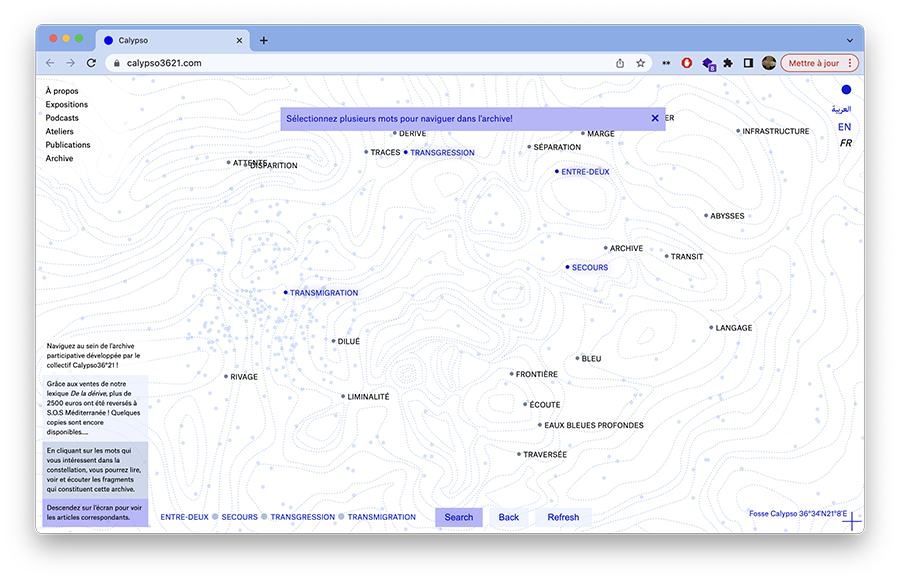 Calypso
calypso3621.com
Mettre à jour
À propos
Expositions
Podcasts
Ateliers
Publications
Archive
Sélectionnez plusieurs mots pour naviguer dans l'archive!
العربية
EN
FR
DÉRIVE
MARGE
INFRASTRUCTURE
TRACES
TRANSGRESSION
SÉPARATION
ATTENTE
DISPARITION
ENTRE-DEUX
ABYSSES
ARCHIVE
TRANSIT
SECOURS
TRANSMIGRATION
LANGAGE
DILUÉ
BLEU
RIVAGE
FRONTIÈRE
LIMINALITÉ
ÉCOUTE
EAUX BLEUES PROFONDES
TRAVERSÉE
Naviguez au sein de l'archive
participative développée par le
collectif Calypso36°21 !
Grâce aux ventes de notre
lexique De la dérive, plus de
2500 euros ont été reversés à
S.O.S Méditerranée ! Quelques
copies sont encore
disponibles....
En cliquant sur les mots qui
vous intéressent dans la
constellation, vous pourrez lire,
voir et écouter les fragments
qui constituent cette archive.
Descendez sur l'écran pour voir
les articles correspondants.
ENTRE-DEUX SECOURS TRANSGRESSION TRANSMIGRATION
Search Back Refresh
Fosse Calypso 36°34'N21°8'E